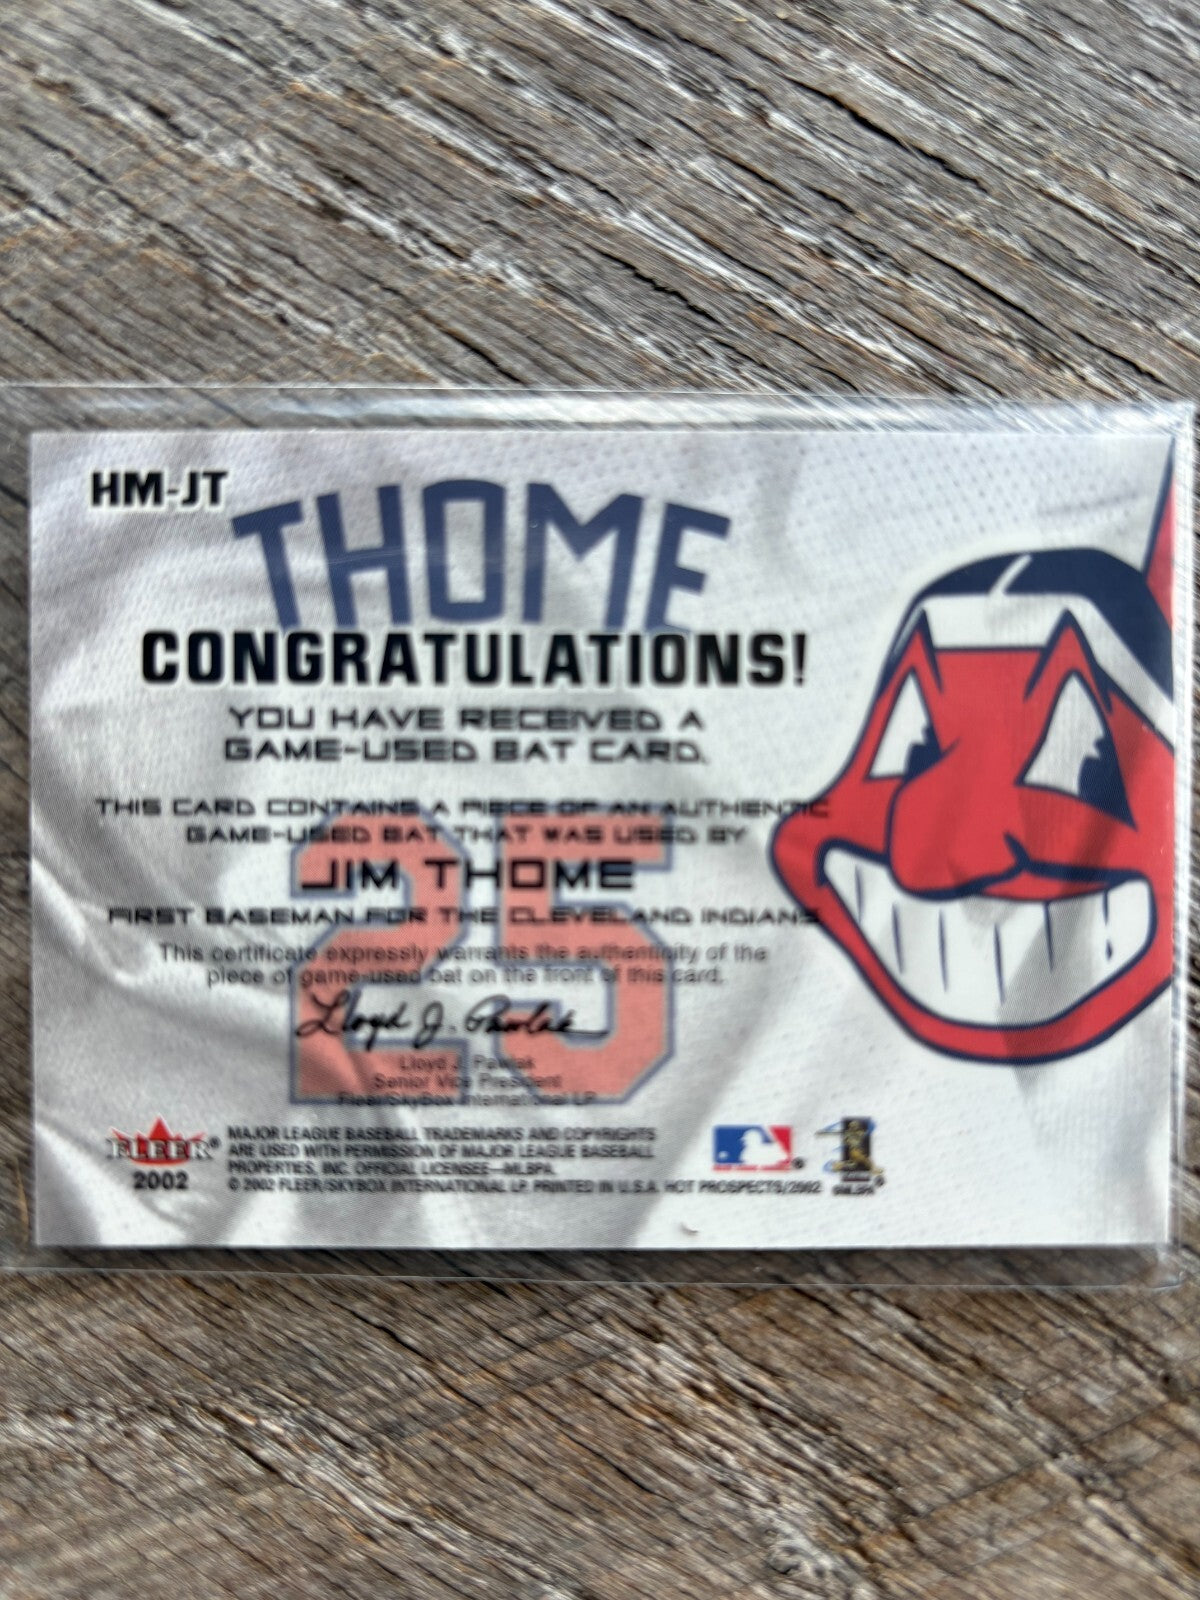 HM-JT
THOME
CONGRATULATIONS!
YOU HAVE RECEIVED A
GAME-USED BAT CARD.
THIS CARD CONTAINS A PIECE OF AN AUTHENTIC
GAME-USED BAT THAT WAS USED BY
JIM THOME
FIRST BASEMAN FOR THE CLEVELAND INDIANS
25
This certificate expressly warrants the authenticity of the
piece of game-used bat on the front of this card.
Lloyd J. Pawlak
Lloyd J. Pawlak
Senior Vice President
Fleer/SkyBox International LP
FLEER®
2002
MAJOR LEAGUE BASEBALL TRADEMARKS AND COPYRIGHTS
ARE USED WITH PERMISSION OF MAJOR LEAGUE BASEBALL
PROPERTIES, INC. OFFICIAL LICENSEE—MLBPA.
© 2002 FLEER/SKYBOX INTERNATIONAL LP. PRINTED IN U.S.A. HOT PROSPECTS/2002